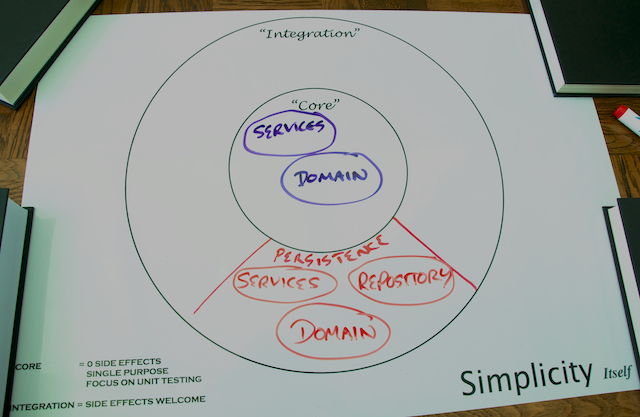 "Integration"
"Core"
SERVICES
DOMAIN
PERSISTENCE
SERVICES REPOSITORY
DOMAIN
CORE = 0 SIDE EFFECTS
SINGLE PURPOSE
FOCUS ON UNIT TESTING
INTEGRATION = SIDE EFFECTS WELCOME
Simplicity Itself